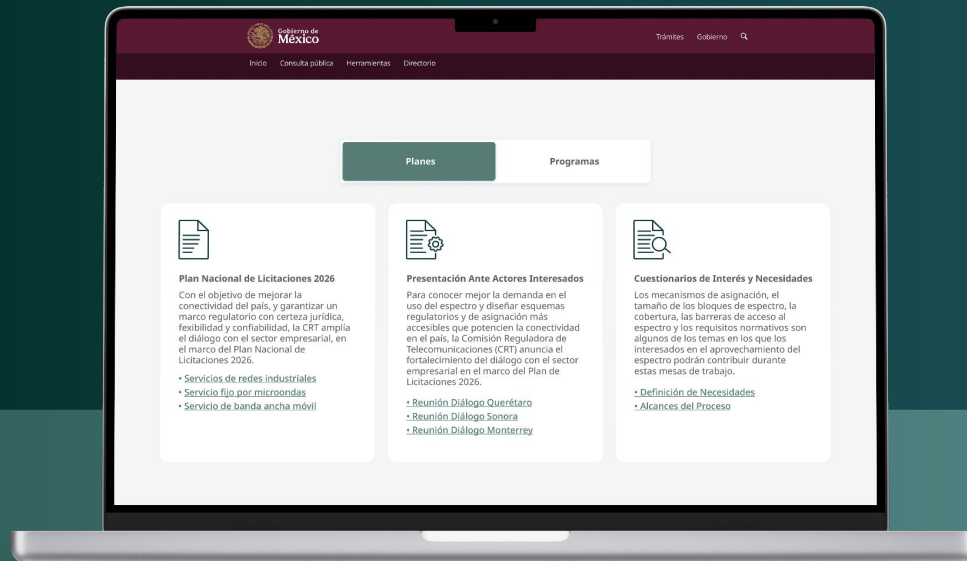 Gobierno de
México
Trámites Gobierno
Inicio Consulta pública Herramientas Directorio
Planes Programas
Plan Nacional de Licitaciones 2026
Con el objetivo de mejorar la
conectividad del país, y garantizar un
marco regulatorio con certeza jurídica,
fexibilidad y confiabilidad, la CRT amplía
el diálogo con el sector empresarial, en
el marco del Plan Nacional de
Licitaciones 2026.
• Servicios de redes industriales
• Servicio fijo por microondas
• Servicio de banda ancha móvil
Presentación Ante Actores Interesados
Para conocer mejor la demanda en el
uso del espectro y diseñar esquemas
regulatorios y de asignación más
accesibles que potencien la conectividad
en el país, la Comisión Reguladora de
Telecomunicaciones (CRT) anuncia el
fortalecimiento del diálogo con el sector
empresarial en el marco del Plan de
Licitaciones 2026.
• Reunión Diálogo Querétaro
• Reunión Diálogo Sonora
• Reunión Diálogo Monterrey
Cuestionarios de Interés y Necesidades
Los mecanismos de asignación, el
tamaño de los bloques de espectro, la
cobertura, las barreras de acceso al
espectro y los requisitos normativos son
algunos de los temas en los que los
interesados en el aprovechamiento del
espectro podrán contribuir durante
estas mesas de trabajo.
• Definición de Necesidades
• Alcances del Proceso